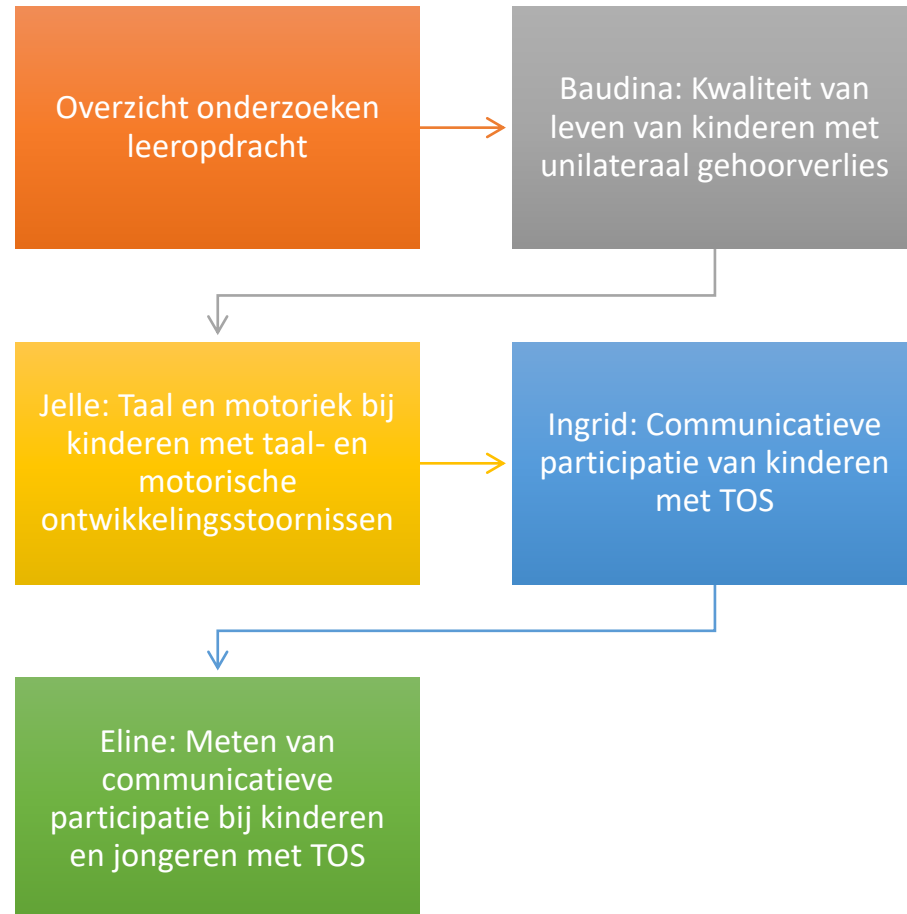 Overzicht onderzoeken
leeropdracht
Baudina: Kwaliteit van
leven van kinderen met
unilateraal gehoorverlies
Jelle: Taal en motoriek bij
kinderen met taal- en
motorische
ontwikkelingsstoornissen
Ingrid: Communicatieve
participatie van kinderen
met TOS
Eline: Meten van
communicatieve
participatie bij kinderen
en jongeren met TOS